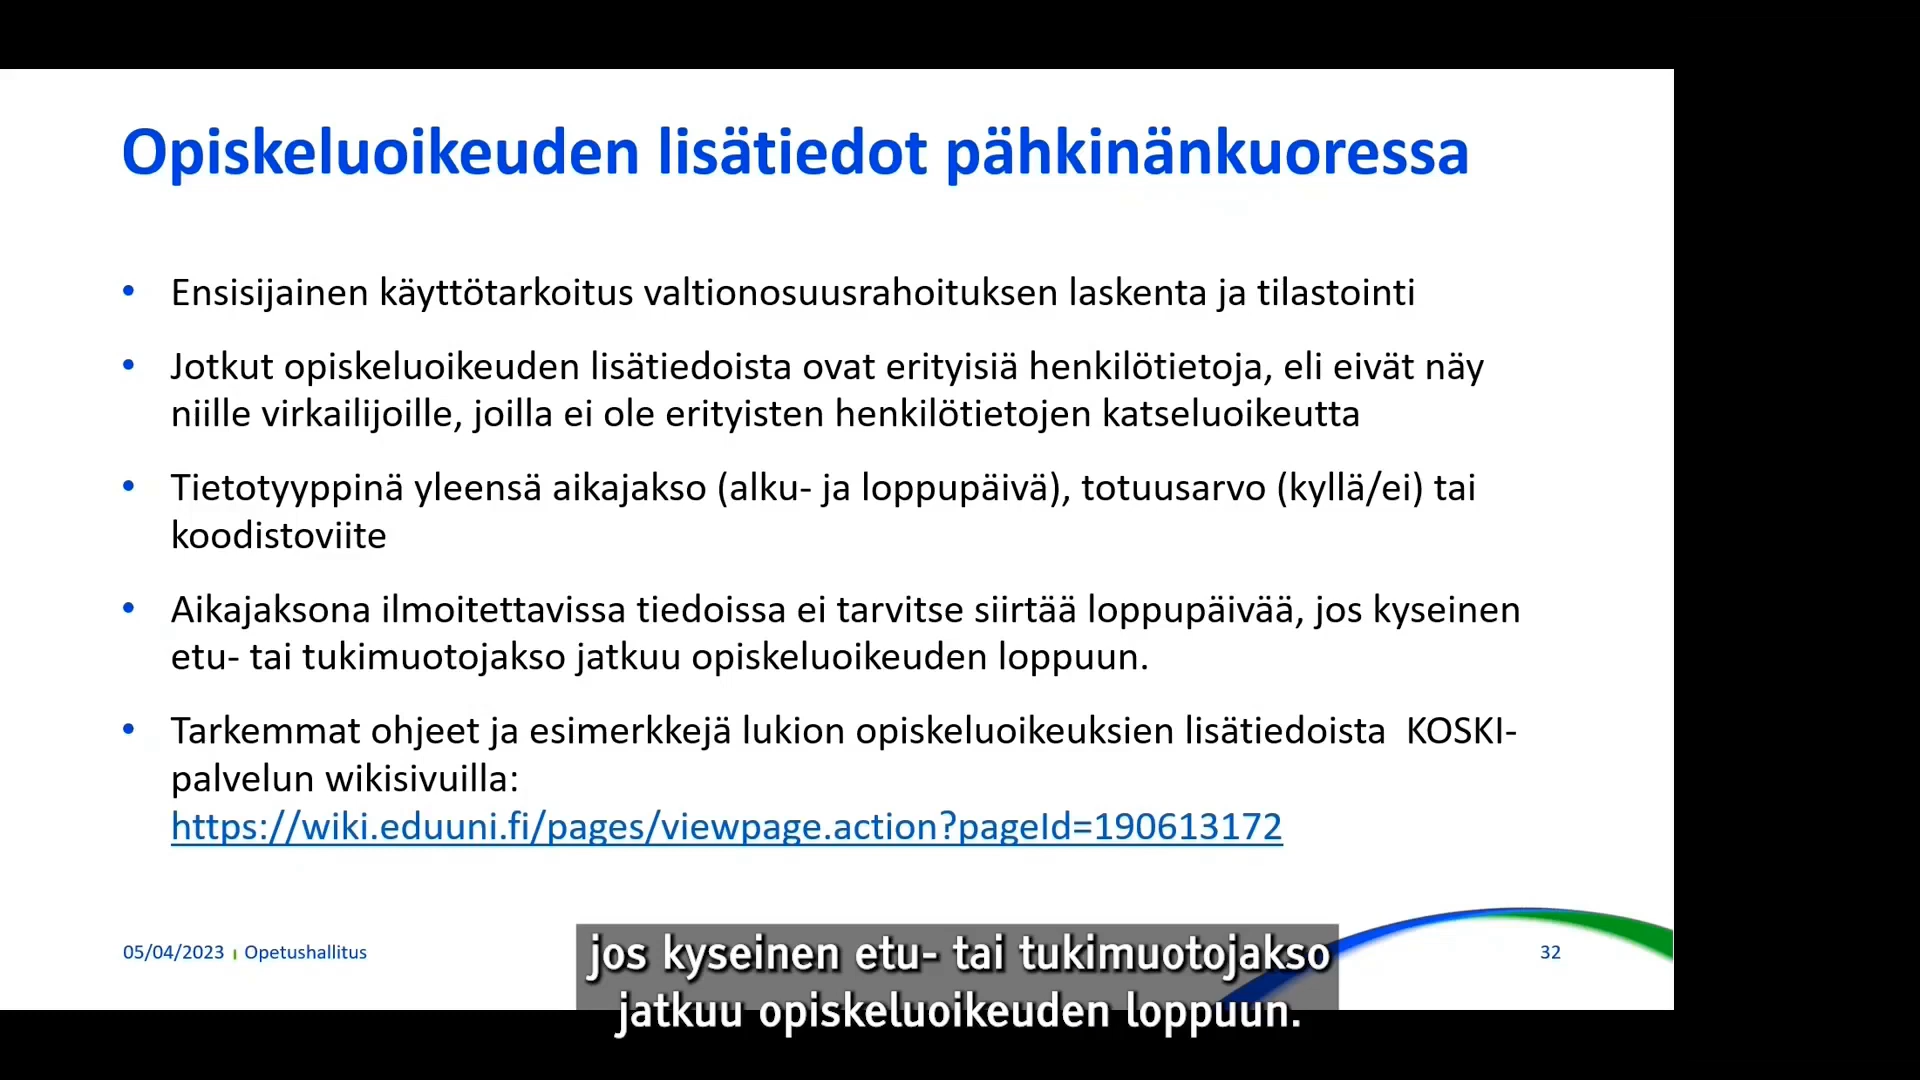 Opiskeluoikeuden lisätiedot pähkinänkuoressa
• Ensisijainen käyttötarkoitus valtionosuusrahoituksen laskenta ja tilastointi
• Jotkut opiskeluoikeuden lisätiedoista ovat erityisiä henkilötietoja, eli eivät näy
niille virkailijoille, joilla ei ole erityisten henkilötietojen katseluoikeutta
• Tietotyyppinä yleensä aikajakso (alku- ja loppupäivä), totuusarvo (kyllä/ei) tai
koodistoviite
• Aikajaksona ilmoitettavissa tiedoissa ei tarvitse siirtää loppupäivää, jos kyseinen
etu- tai tukimuotojakso jatkuu opiskeluoikeuden loppuun.
• Tarkemmat ohjeet ja esimerkkejä lukion opiskeluoikeuksien lisätiedoista KOSKI-
palvelun wikisivuilla:
https://wiki.eduuni.fi/pages/viewpage.action?pageId=190613172
05/04/2023 ı Opetushallitus
32
jos kyseinen etu- tai tukimuotojakso
jatkuu opiskeluoikeuden loppuun.